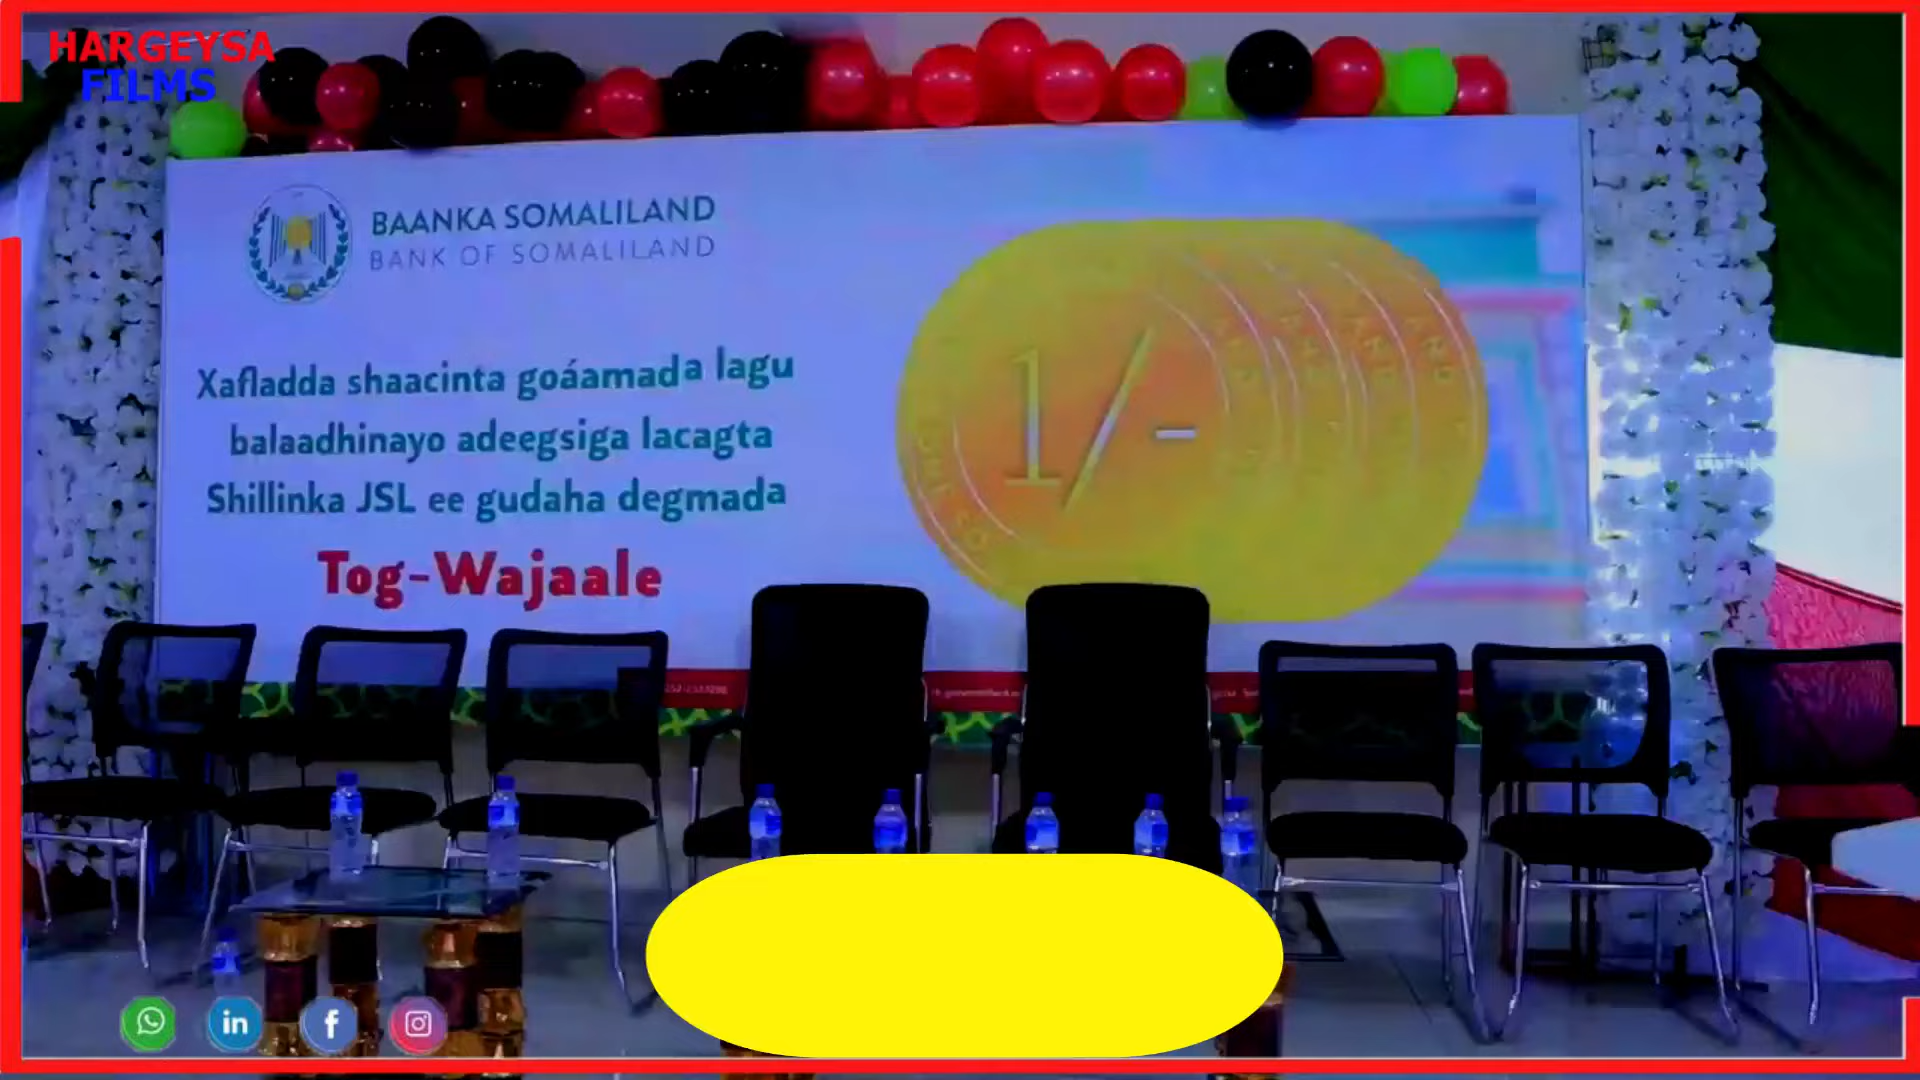 HARGEYSA
FILMS
BAANKA SOMALILAND
BANK OF SOMALILAND
Xafladda shaacinta goáamada lagu
balaadhinayo adeegsiga lacagta
Shillinka JSL ee gudaha degmada
Tog-Wajaale
1/-
in
f